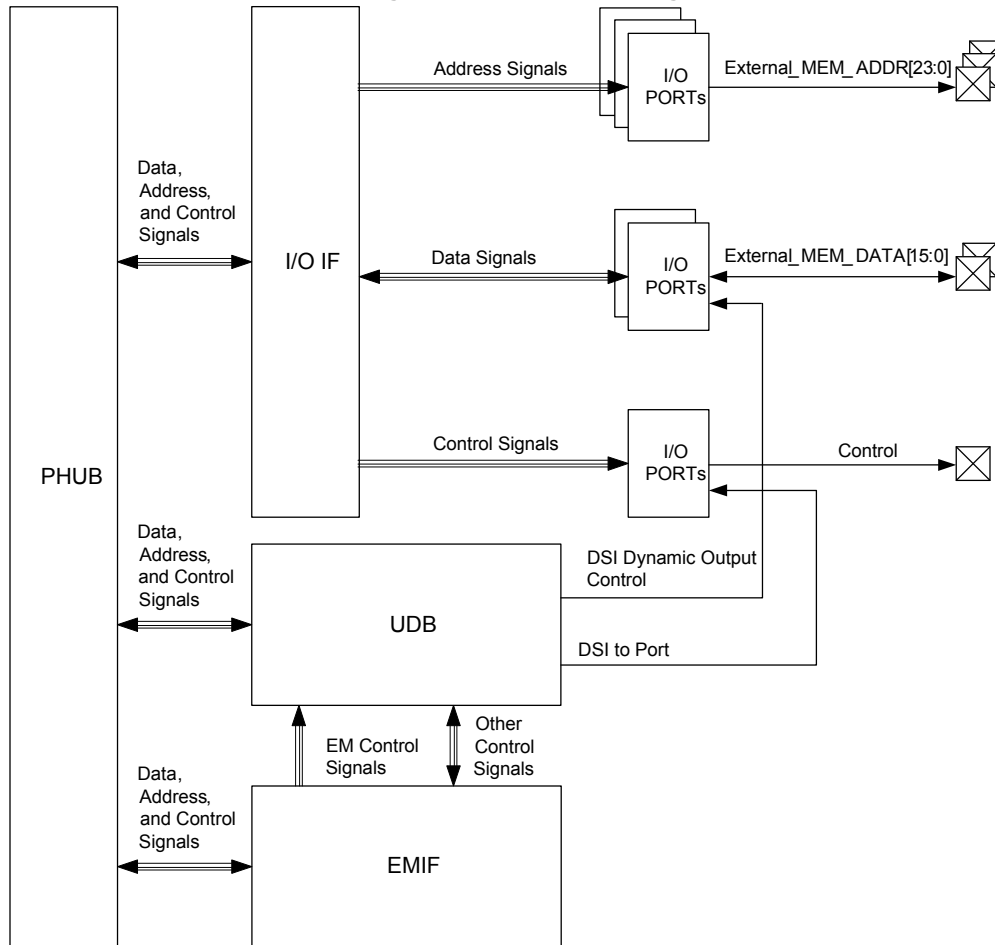 Address Signals
I/O
PORTs
External_MEM_ADDR[23:0]
Data,
Address,
and Control
Signals
I/O IF
Data Signals
I/O
PORTs
External_MEM_DATA[15:0]
Control Signals
I/O
PORTs
Control
PHUB
Data,
Address,
and Control
Signals
UDB
DSI Dynamic Output
Control
DSI to Port
EM Control
Signals
Other
Control
Signals
Data,
Address,
and Control
Signals
EMIF